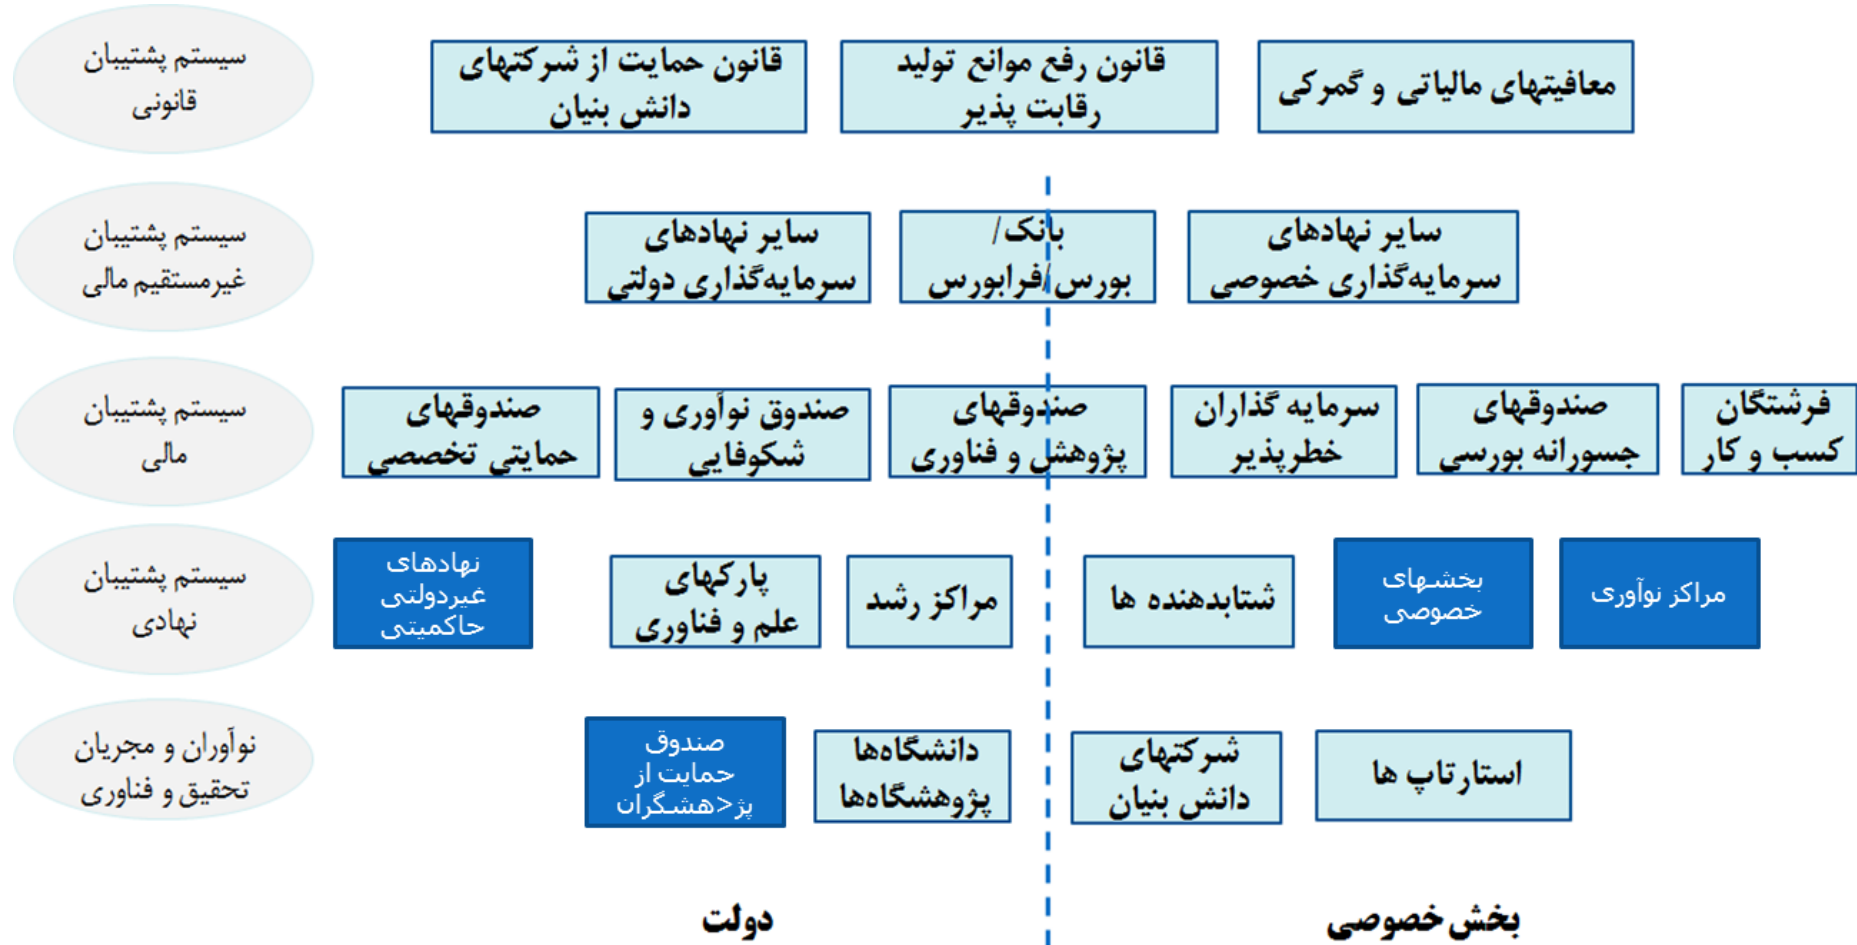 سیستم پشتیبان
قانونی
قانون حمایت از شرکتهای
دانش بنیان
قانون رفع موانع تولید
رقابت پذیر
معافیتهای مالیاتی و گمرکی
سیستم پشتیبان
غیرمستقیم مالی
سایر نهادهای
سرمایه‌گذاری دولتی
بانک/
بورس/فرابورس
سایر نهادهای
سرمایه‌گذاری خصوصی
سیستم پشتیبان
مالی
صندوقهای
حمایتی تخصصی
صندوق نوآوری و
شکوفایی
صندوقهای
پژوهش و فناوری
سرمایه گذاران
خطرپذیر
صندوقهای
جسورانه بورسی
فرشتگان
کسب و کار
سیستم پشتیبان
نهادی
نهادهای
غیردولتی
حاکمیتی
پارکهای
علم و فناوری
مراکز رشد
شتابدهنده ها
بخشهای
خصوصی
مراکز نوآوری
نوآوران و مجریان
تحقیق و فناوری
صندوق
حمایت از
پژ>هشگران
دانشگاه‌ها
پژوهشگاه‌ها
شرکتهای
دانش بنیان
استارتاپ ها
دولت
بخش خصوصی